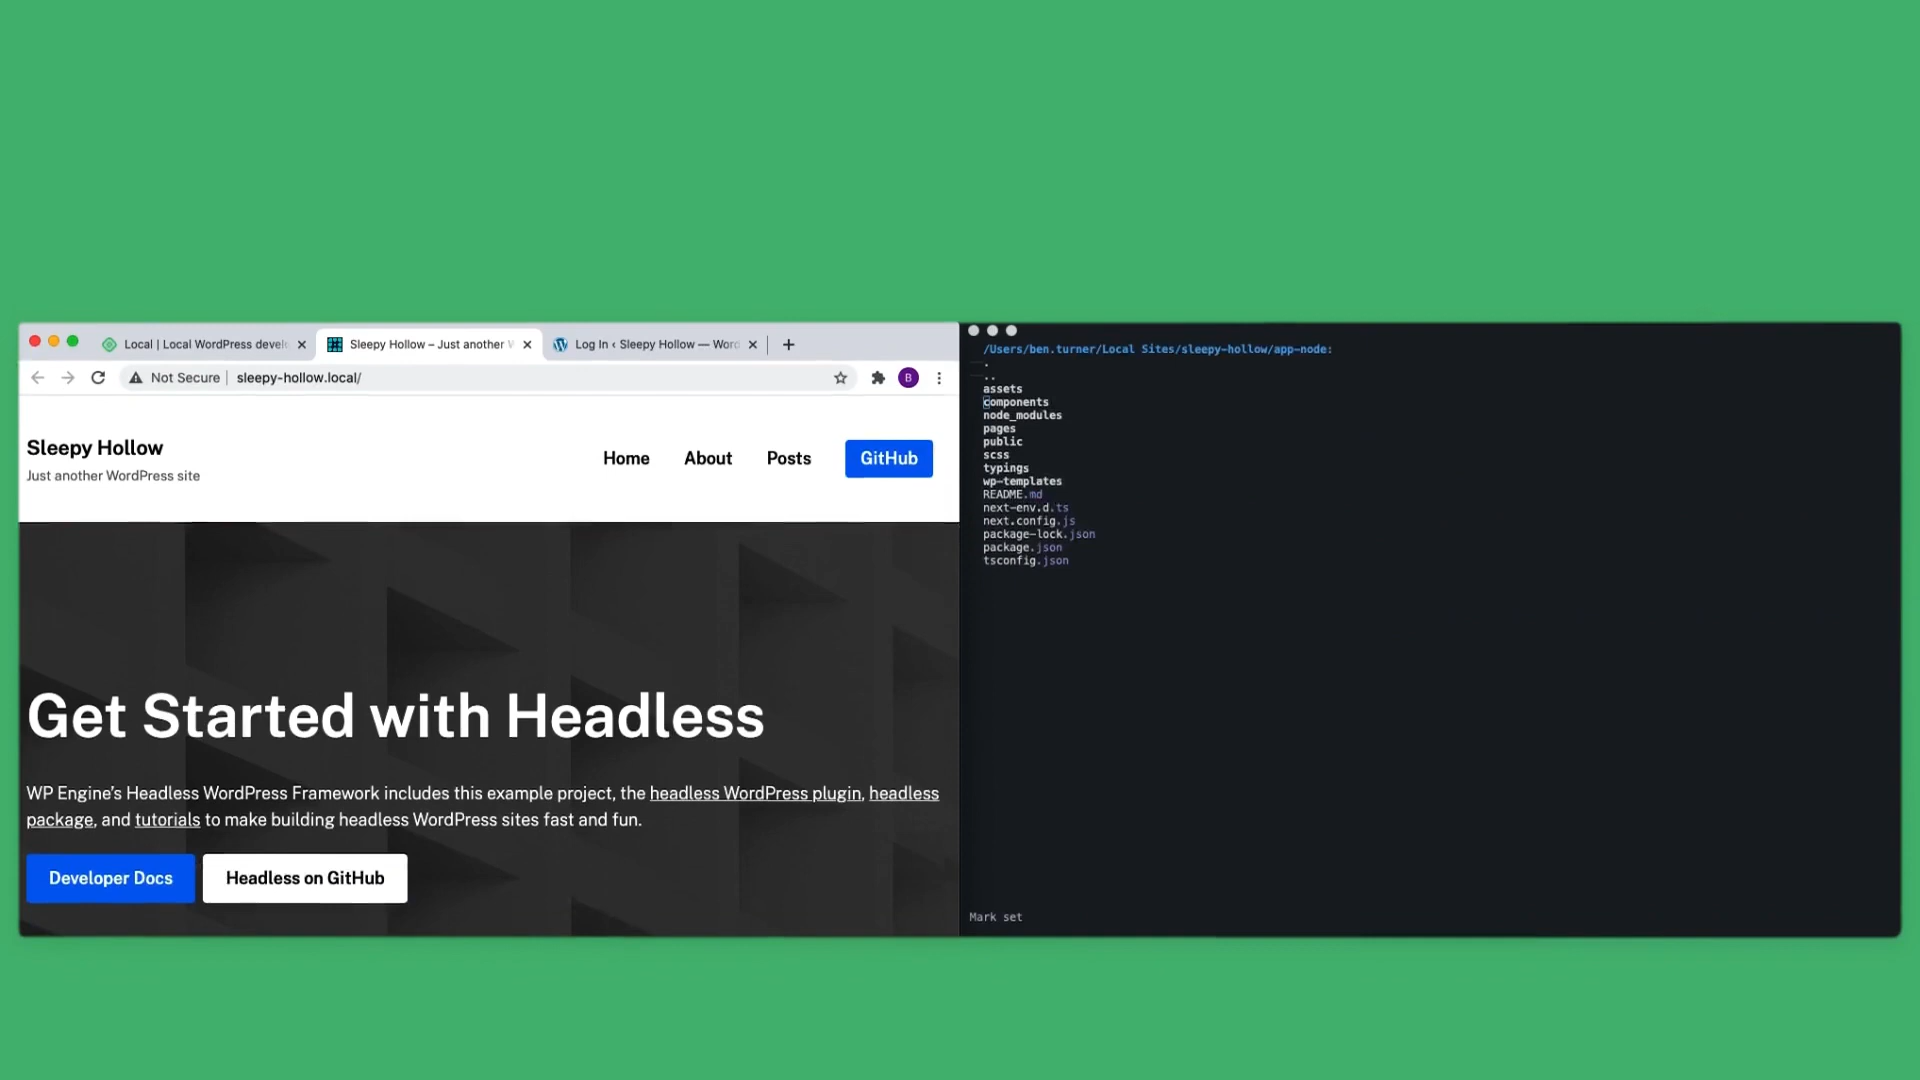 Local | Local WordPress devel
Sleepy Hollow – Just another W
Log In ‹ Sleepy Hollow — Word
Not Secure
sleepy-hollow.local/
B
Sleepy Hollow
Just another WordPress site
Home
About
Posts
GitHub
Get Started with Headless
WP Engine’s Headless WordPress Framework includes this example project, the headless WordPress plugin, headless
package, and tutorials to make building headless WordPress sites fast and fun.
Developer Docs
Headless on GitHub
/Users/ben.turner/Local Sites/sleepy-hollow/app-node:
.
..
assets
components
node_modules
pages
public
scss
typings
wp-templates
README.md
next-env.d.ts
next.config.js
package-lock.json
package.json
tsconfig.json
Mark set